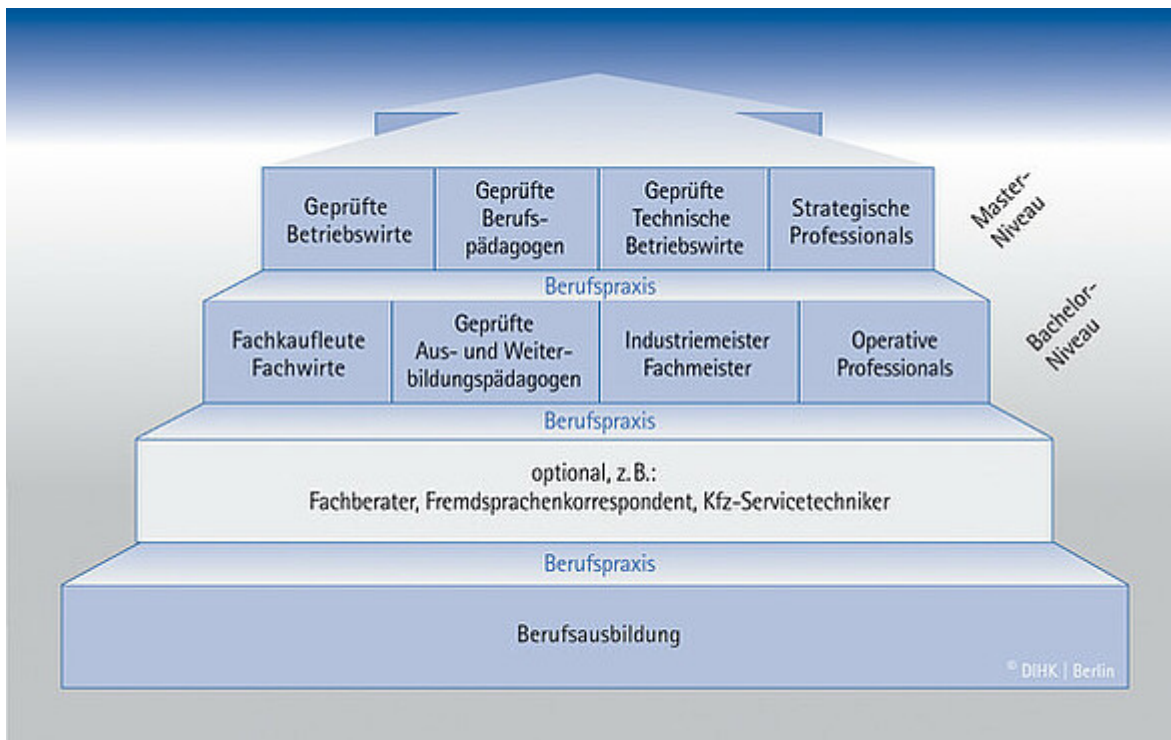 Geprüfte
Betriebswirte
Geprüfte
Berufs-
pädagogen
Geprüfte
Technische
Betriebswirte
Strategische
Professionals
Master-
Niveau
Berufspraxis
Fachkaufleute
Fachwirte
Geprüfte
Aus- und Weiter-
bildungspädagogen
Industriemeister
Fachmeister
Operative
Professionals
Bachelor-
Niveau
Berufspraxis
optional, z.B.:
Fachberater, Fremdsprachenkorrespondent, Kfz-Servicetechniker
Berufspraxis
Berufsausbildung
© DIHK | Berlin